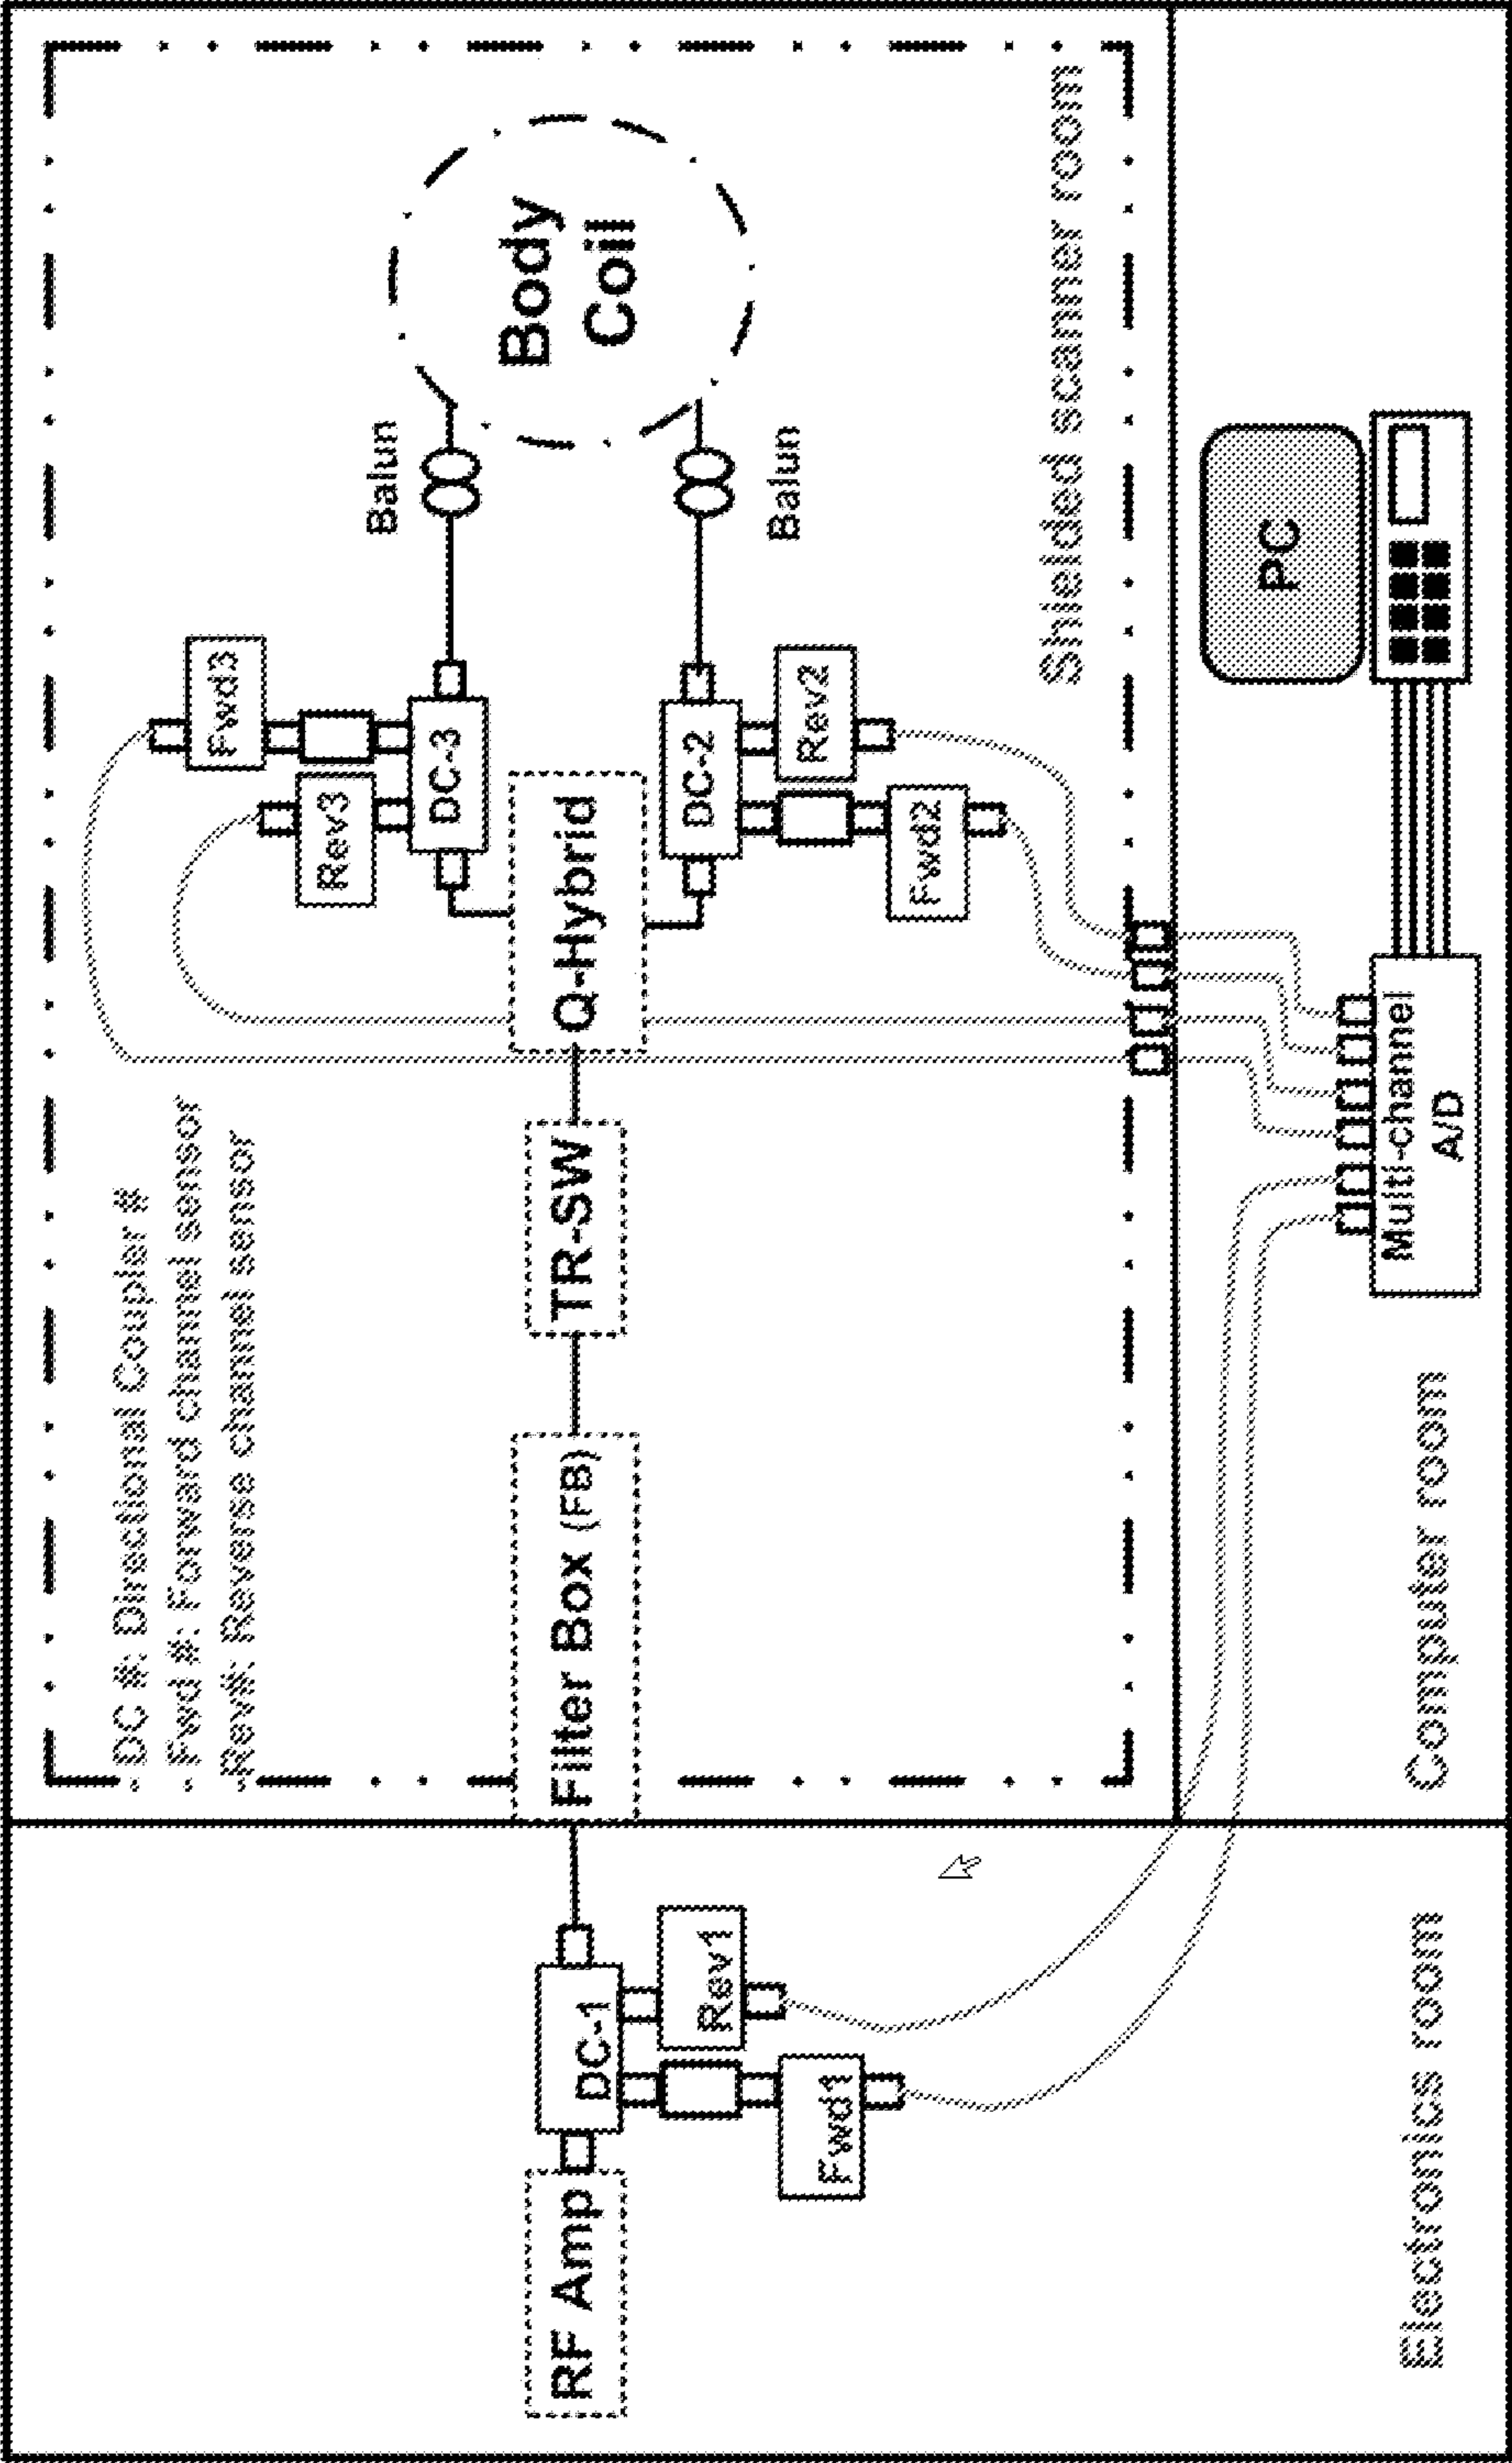 DC #: Directional Coupler #
Fwd #: Forward channel sensor
Rev#: Reverse channel sensor
Fwd3
Rev3
DC-3
Balun
Body
Coil
RF Amp
DC-1
Filter Box (FB)
TR-SW
Q-Hybrid
DC-2
Balun
Rev1
Fwd1
Rev2
Fwd2
Shielded scanner room
PC
Multi-channel
A/D
Electronics room
Computer room